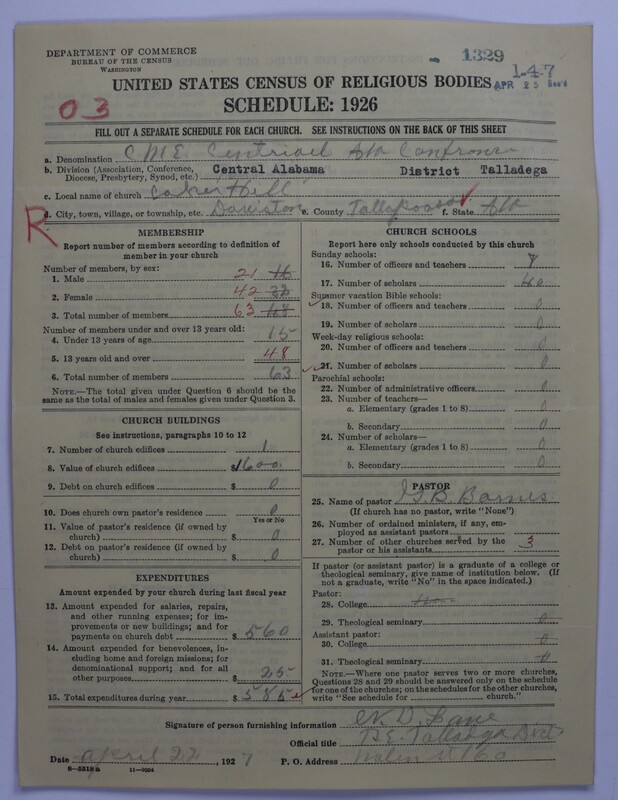 DEPARTMENT OF COMMERCE
BUREAU OF THE CENSUS
WASHINGTON
1329
1-47
APR 25
UNITED STATES CENSUS OF RELIGIOUS BODIES
SCHEDULE: 1926
03
FILL OUT A SEPARATE SCHEDULE FOR EACH CHURCH. SEE INSTRUCTIONS ON THE BACK OF THIS SHEET
a. Denomination C M E
b. Division (Association, Conference, Diocese, Presbytery, Synod, etc.) Central Alabama District Talladega
c. Local name of church
R
d. City, town, village, or township, etc. Daviston e. County Tallapoosa f. State Ala
MEMBERSHIP
Report number of members according to definition of
member in your church
Number of members, by sex:
1. Male 21 16
2. Female 42
3. Total number of members 63
Number of members under and over 13 years old:
4. Under 13 years of age 15
5. 13 years old and over 48
6. Total number of members 63
NOTE.—The total given under Question 6 should be
same as the total of males and females given under Question 3.
CHURCH BUILDINGS
See instructions, paragraphs 10 to 12
7. Number of church edifices 1
8. Value of church edifices $1600
9. Debt on church edifices $ 0
10. Does church own pastor's residence 0
Yes or No
11. Value of pastor's residence (if owned by
church) $ 0
12. Debt on pastor's residence (if owned by
church) $ 0
EXPENDITURES
Amount expended by your church during last fiscal year
13. Amount expended for salaries, repairs,
and other running expenses; for im-
provements or new buildings; and for
payments on church debt $ 560
14. Amount expended for benevolences, in-
cluding home and foreign missions; for
denominational support; and for all
other purposes $ 25
15. Total expenditures during year $ 585
CHURCH SCHOOLS
Report here only schools conducted by this church
Sunday schools:
16. Number of officers and teachers 8
17. Number of scholars 40
Summer vacation Bible schools:
18. Number of officers and teachers 0
19. Number of scholars 0
Week-day religious schools:
20. Number of officers and teachers 0
21. Number of scholars 0
Parochial schools:
22. Number of administrative officers 0
23. Number of teachers—
a. Elementary (grades 1 to 8) 0
b. Secondary 0
24. Number of scholars—
a. Elementary (grades 1 to 8) 0
b. Secondary 0
PASTOR
25. Name of pastor Barnes
(If church has no pastor, write "None")
26. Number of ordained ministers, if any, em-
ployed as assistant pastors
27. Number of other churches served by the
pastor or his assistants 3
If pastor (or assistant pastor) is a graduate of a college or
theological seminary, give name of institution below. (If
not a graduate, write "No" in the space indicated.)
Pastor:
28. College
29. Theological seminary 0
Assistant pastor:
30. College 0
31. Theological seminary 0
NOTE.—Where one pastor serves two or more churches,
Questions 28 and 29 should be answered only on the schedule
for one of the churches; on the schedules for the other churches,
write "See schedule for church."
Signature of person furnishing information Lane
Official title P.E.
Date April 22, 1927 P. O. Address
8—5318a 11—9004